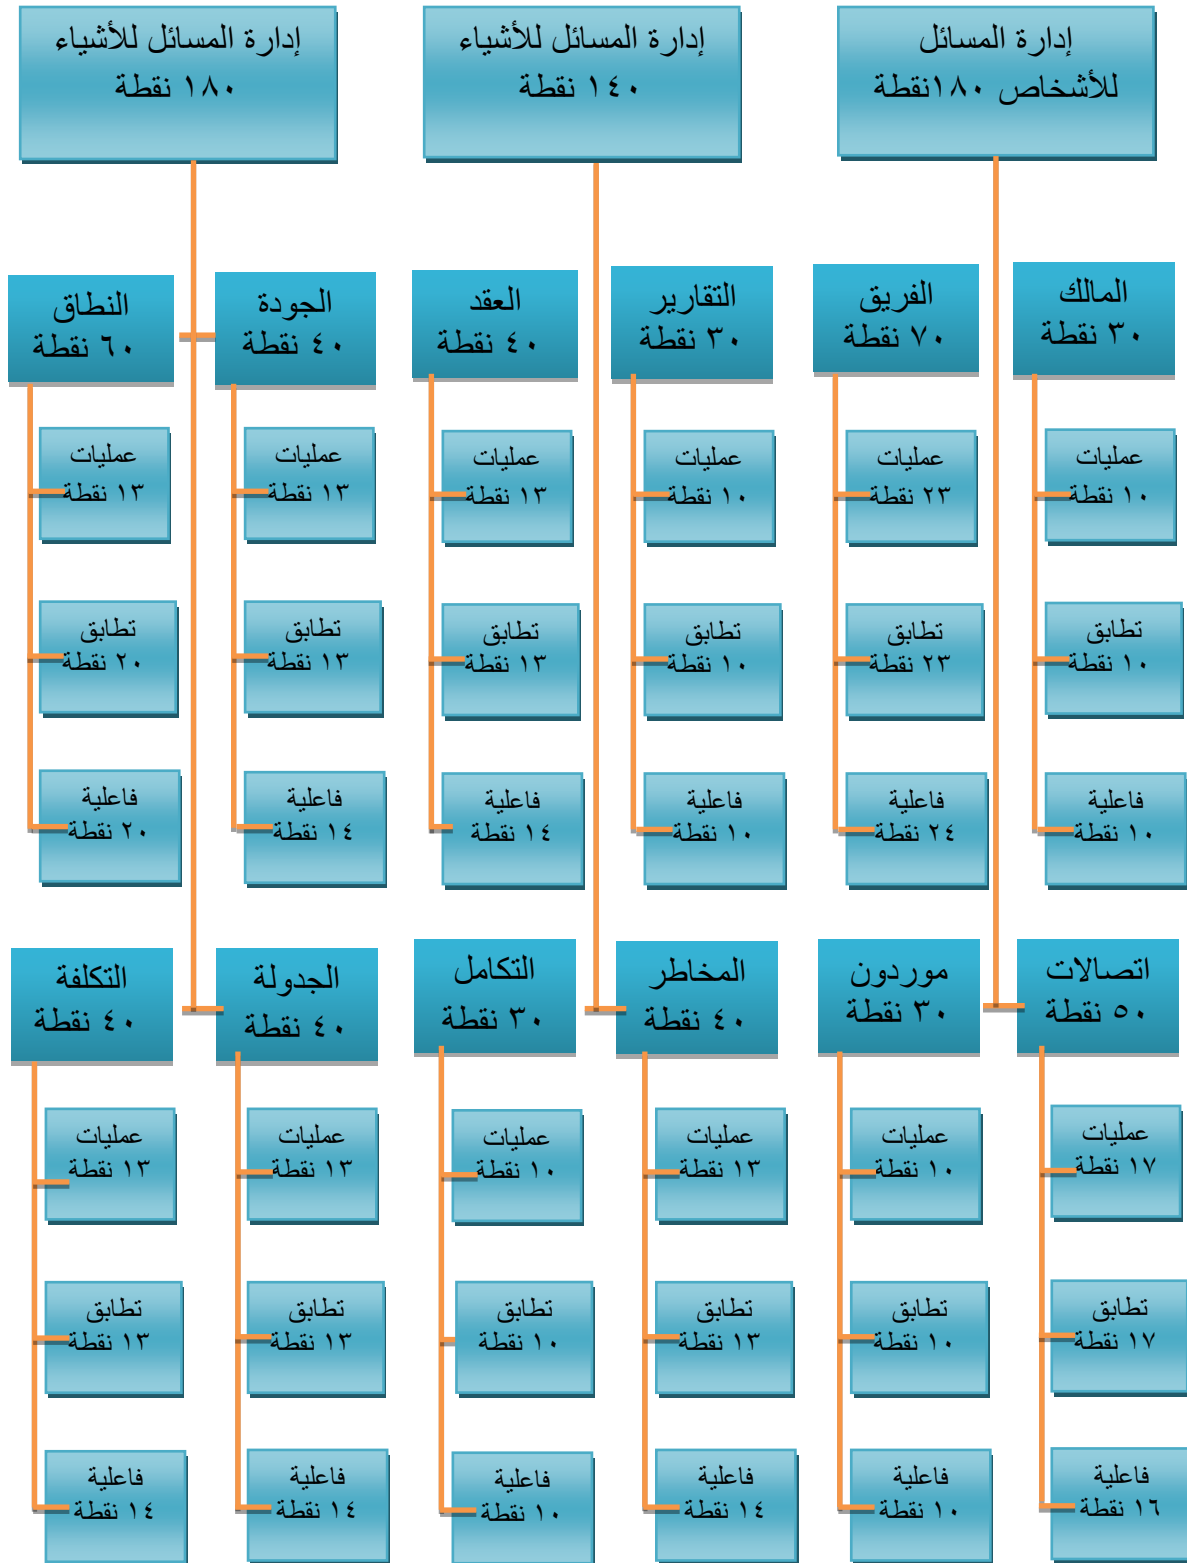 إدارة المسائل
للأشخاص ١٨٠نقطة
إدارة المسائل للأشياء
١٤٠ نقطة
إدارة المسائل للأشياء
١٨٠ نقطة
المالك
٣٠ نقطة
عمليات
١٠ نقطة
تطابق
١٠ نقطة
فاعلية
١٠ نقطة
الفريق
٧٠ نقطة
عمليات
٢٣ نقطة
تطابق
٢٣ نقطة
فاعلية
٢٤ نقطة
التقارير
٣٠ نقطة
عمليات
١٠ نقطة
تطابق
١٠ نقطة
فاعلية
١٠ نقطة
العقد
٤٠ نقطة
عمليات
١٣ نقطة
تطابق
١٣ نقطة
فاعلية
١٤ نقطة
الجودة
٤٠ نقطة
عمليات
١٣ نقطة
تطابق
١٣ نقطة
فاعلية
١٤ نقطة
النطاق
٦٠ نقطة
عمليات
١٣ نقطة
تطابق
٢٠ نقطة
فاعلية
٢٠ نقطة
اتصالات
٥٠ نقطة
عمليات
١٧ نقطة
تطابق
١٧ نقطة
فاعلية
١٦ نقطة
موردون
٣٠ نقطة
عمليات
١٠ نقطة
تطابق
١٠ نقطة
فاعلية
١٠ نقطة
المخاطر
٤٠ نقطة
عمليات
١٣ نقطة
تطابق
١٣ نقطة
فاعلية
١٤ نقطة
التكامل
٣٠ نقطة
عمليات
١٠ نقطة
تطابق
١٠ نقطة
فاعلية
١٠ نقطة
الجدولة
٤٠ نقطة
عمليات
١٣ نقطة
تطابق
١٣ نقطة
فاعلية
١٤ نقطة
التكلفة
٤٠ نقطة
عمليات
١٣ نقطة
تطابق
١٣ نقطة
فاعلية
١٤ نقطة